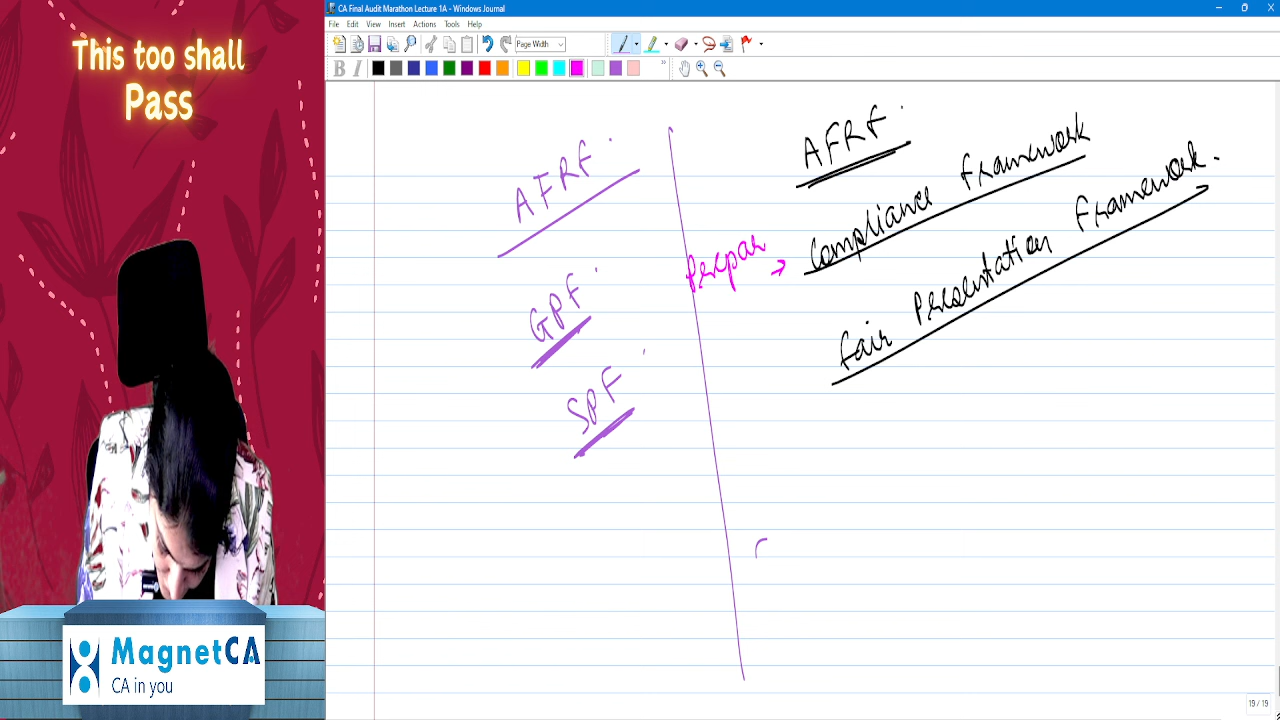 CA Final Audit Marathon Lecture 1A - Windows Journal
File Edit View Insert Actions Tools Help
Page Width
B I
This too shall
Pass
AFRF.
GPF.
SPF
AFRF.
Compliance Framework
Prepar →
Fair Presentation Framework.
MagnetCA
CA in you
19 / 19